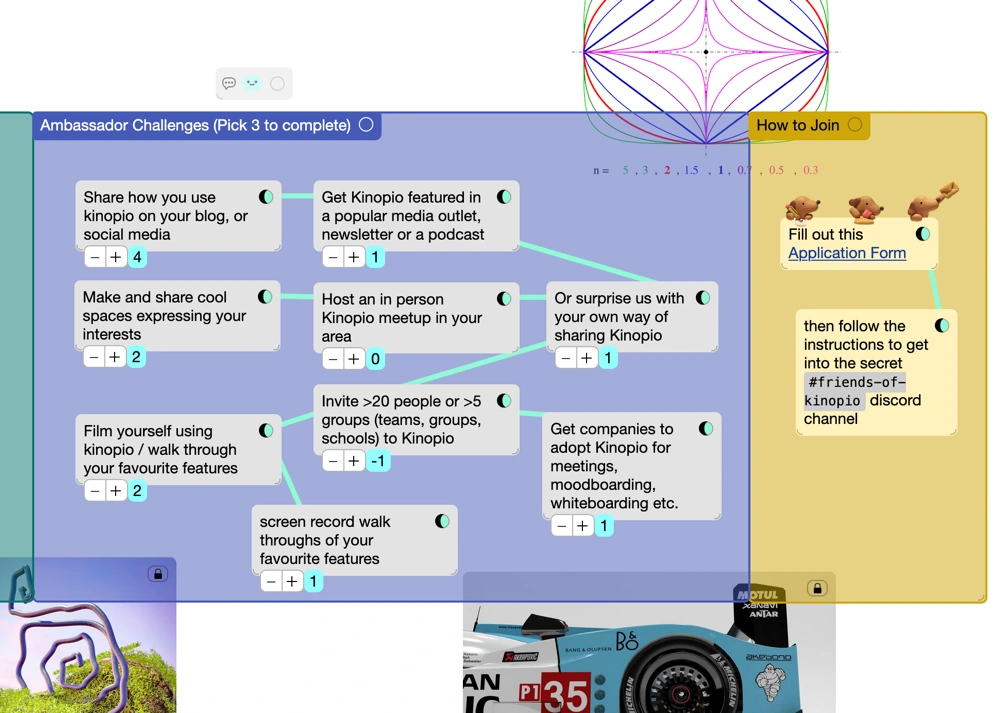 Ambassador Challenges (Pick 3 to complete)
How to Join
n = 5 , 3 , 2 , 1.5 , 1 , 0.7 , 0.5 , 0.3
Share how you use
kinopio on your blog, or
social media
− + 4
Get Kinopio featured in
a popular media outlet,
newsletter or a podcast
− + 1
Fill out this
Application Form
Make and share cool
spaces expressing your
interests
− + 2
Host an in person
Kinopio meetup in your
area
− + 0
Or surprise us with
your own way of
sharing Kinopio
− + 1
then follow the
instructions to get
into the secret
#friends-of-
kinopio discord
channel
Film yourself using
kinopio / walk through
your favourite features
− + 2
Invite >20 people or >5
groups (teams, groups,
schools) to Kinopio
− + -1
Get companies to
adopt Kinopio for
meetings,
moodboarding,
whiteboarding etc.
− + 1
screen record walk
throughs of your
favourite features
− + 1
MOTUL
XANAVI
ANTAR
BANG & OLUFSEN
B&O
akebono
P1 35
MICHELIN